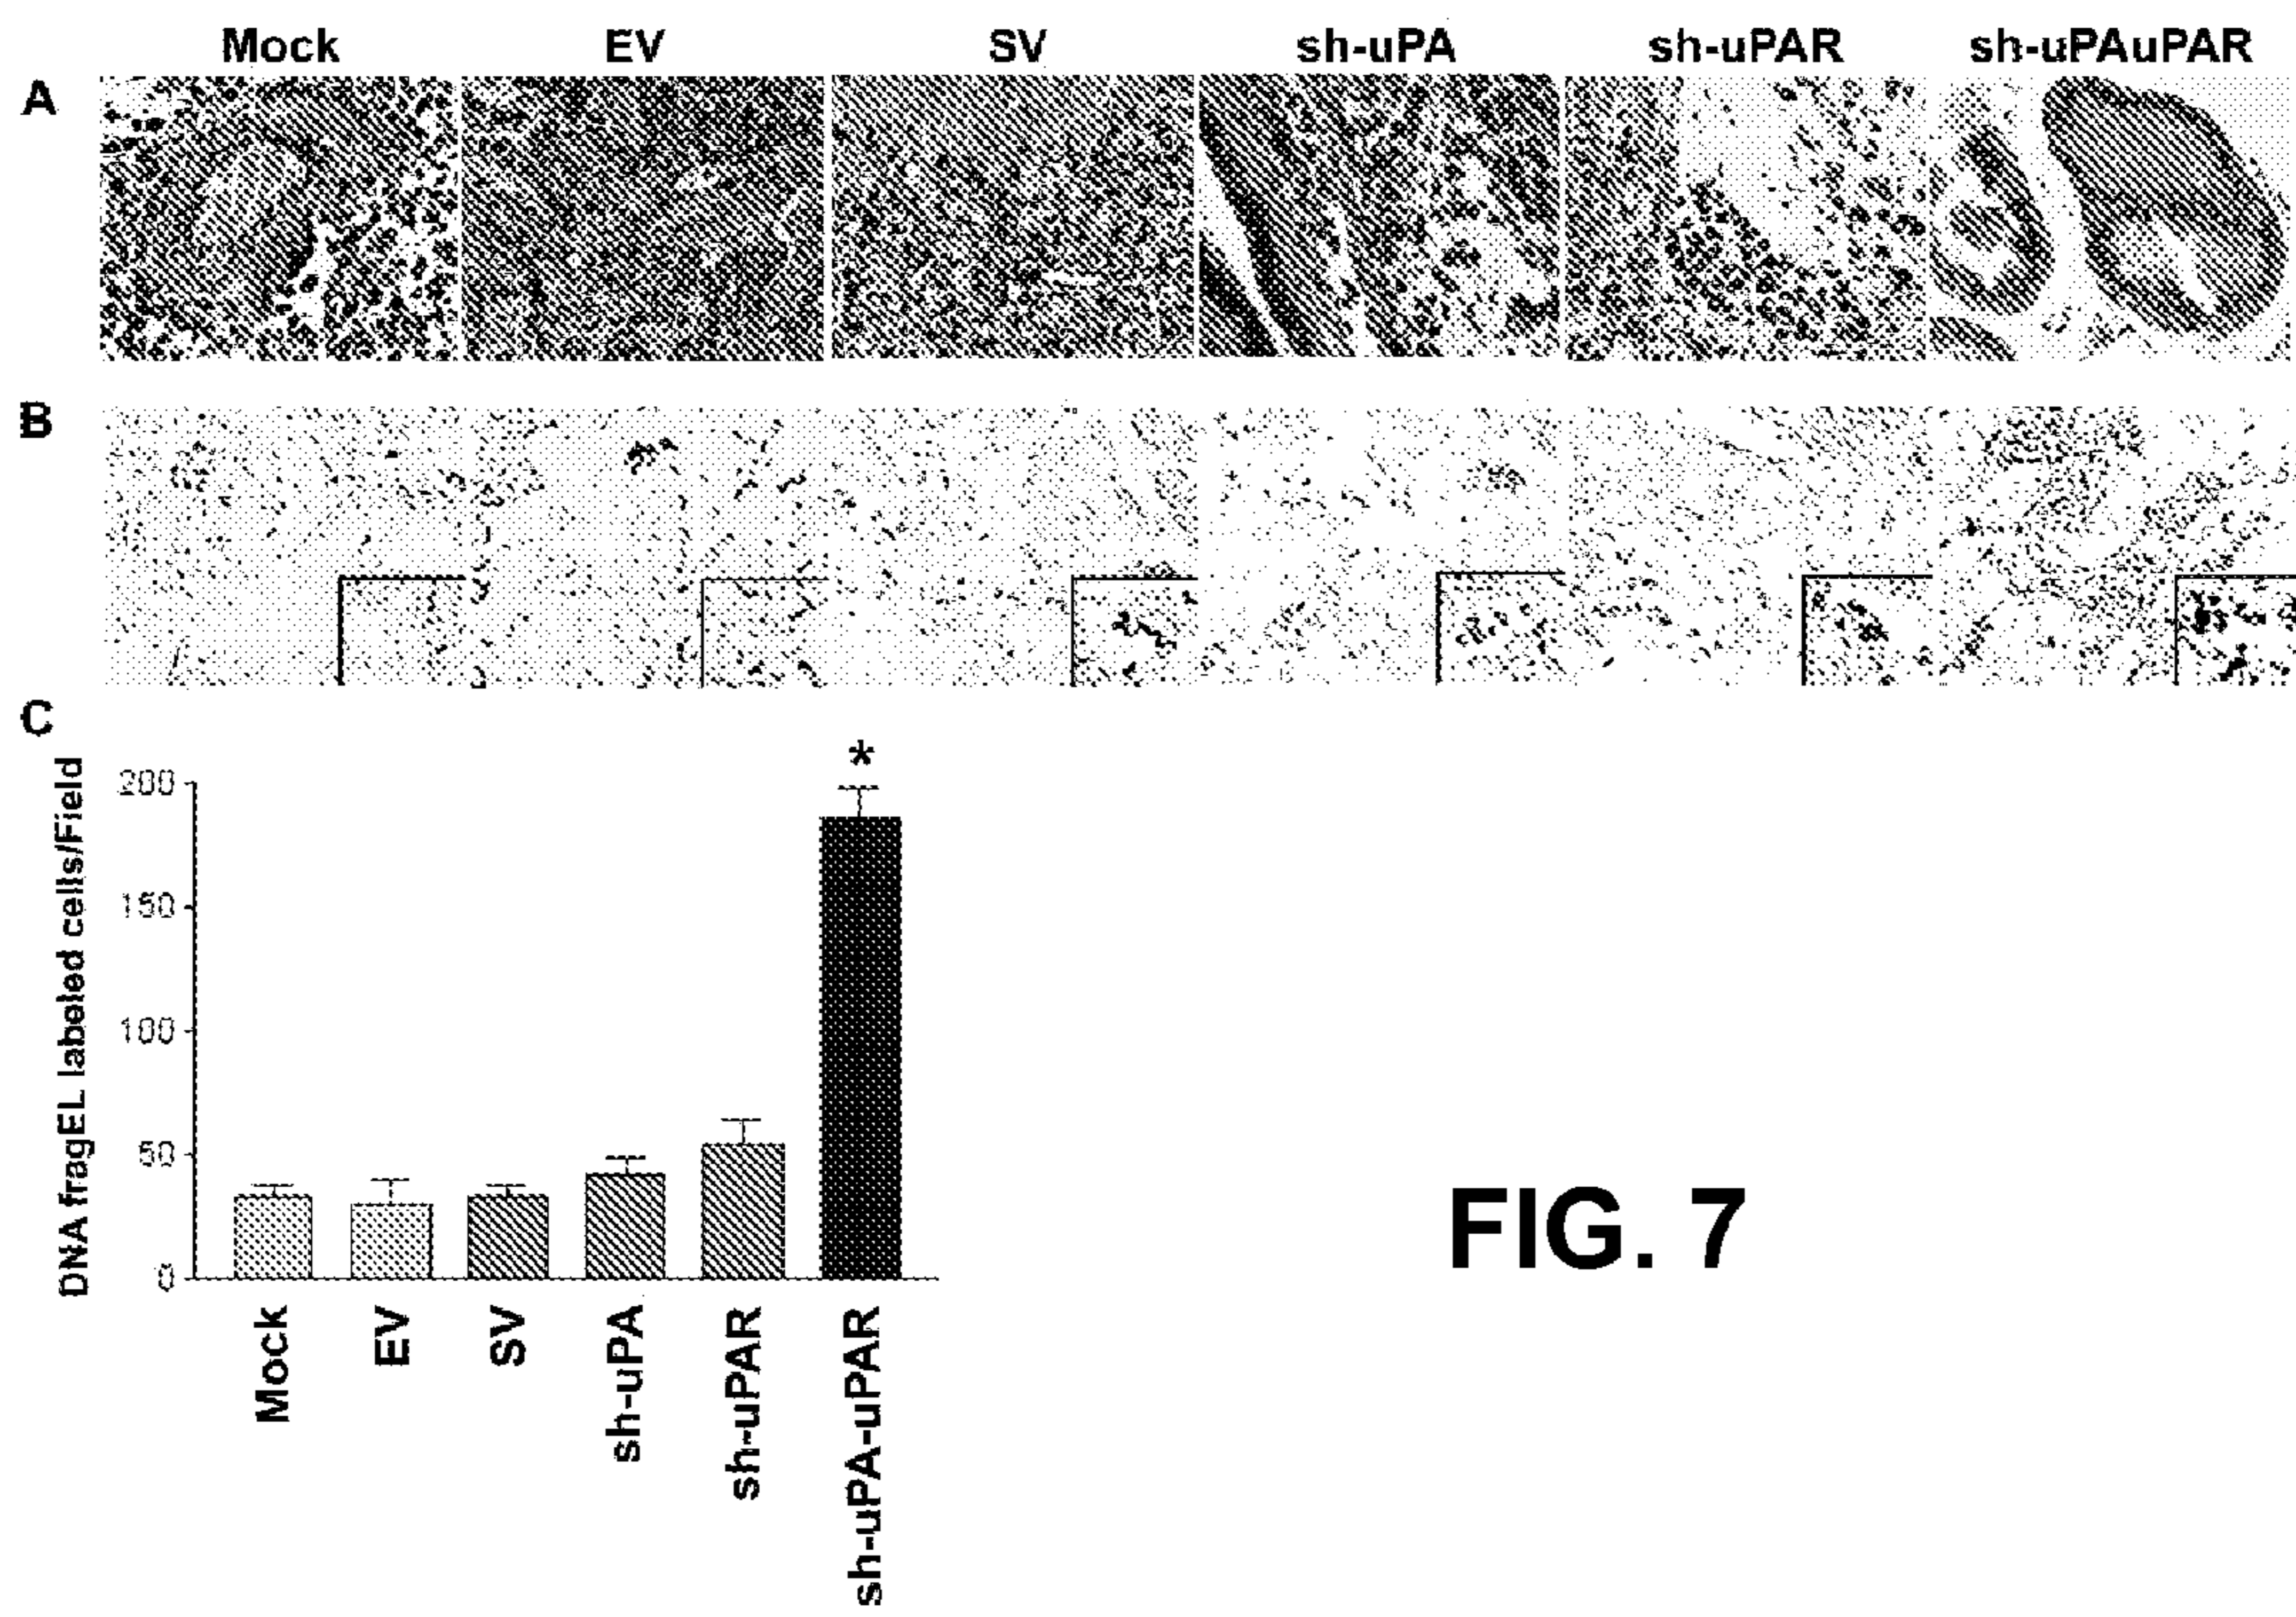 Mock EV SV sh-uPA sh-uPAR sh-uPAuPAR
A
B
C
*
DNA fragEL labeled cells/Field
200
150
100
50
0
Mock
EV
SV
sh-uPA
sh-uPAR
sh-uPA-uPAR
FIG. 7